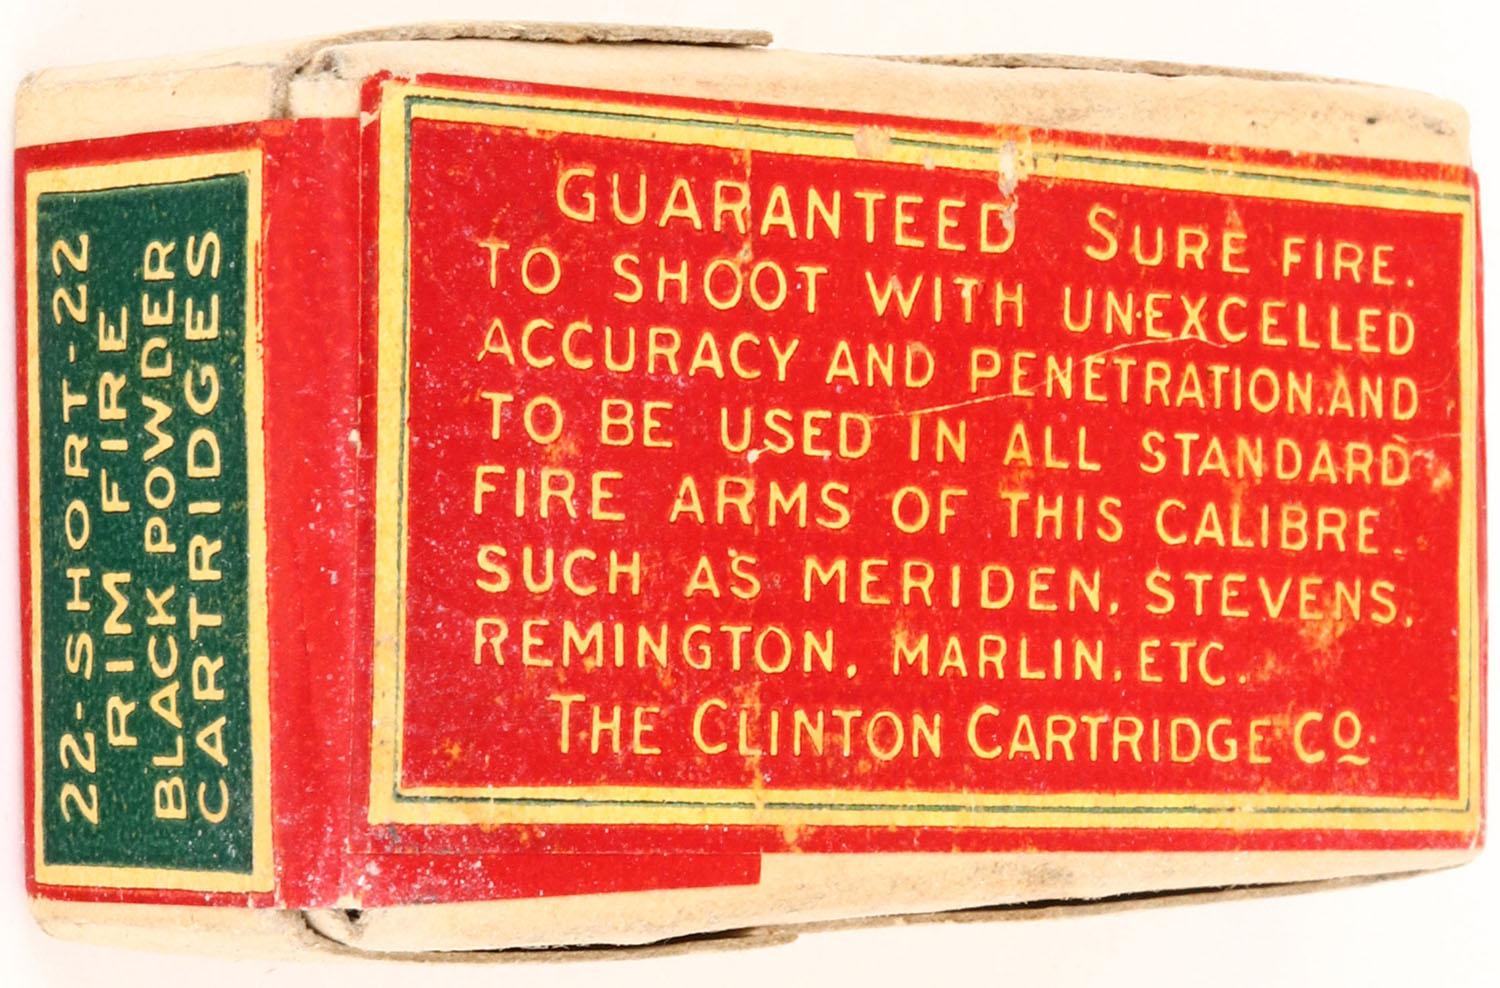 GUARANTEED SURE FIRE.
TO SHOOT WITH UNEXCELLED
ACCURACY AND PENETRATION. AND
TO BE USED IN ALL STANDARD
FIRE ARMS OF THIS CALIBRE.
SUCH AS MERIDEN, STEVENS,
REMINGTON, MARLIN, ETC.
THE CLINTON CARTRIDGE CO.
22-SHORT-22
RIM FIRE
BLACK POWDER
CARTRIDGES